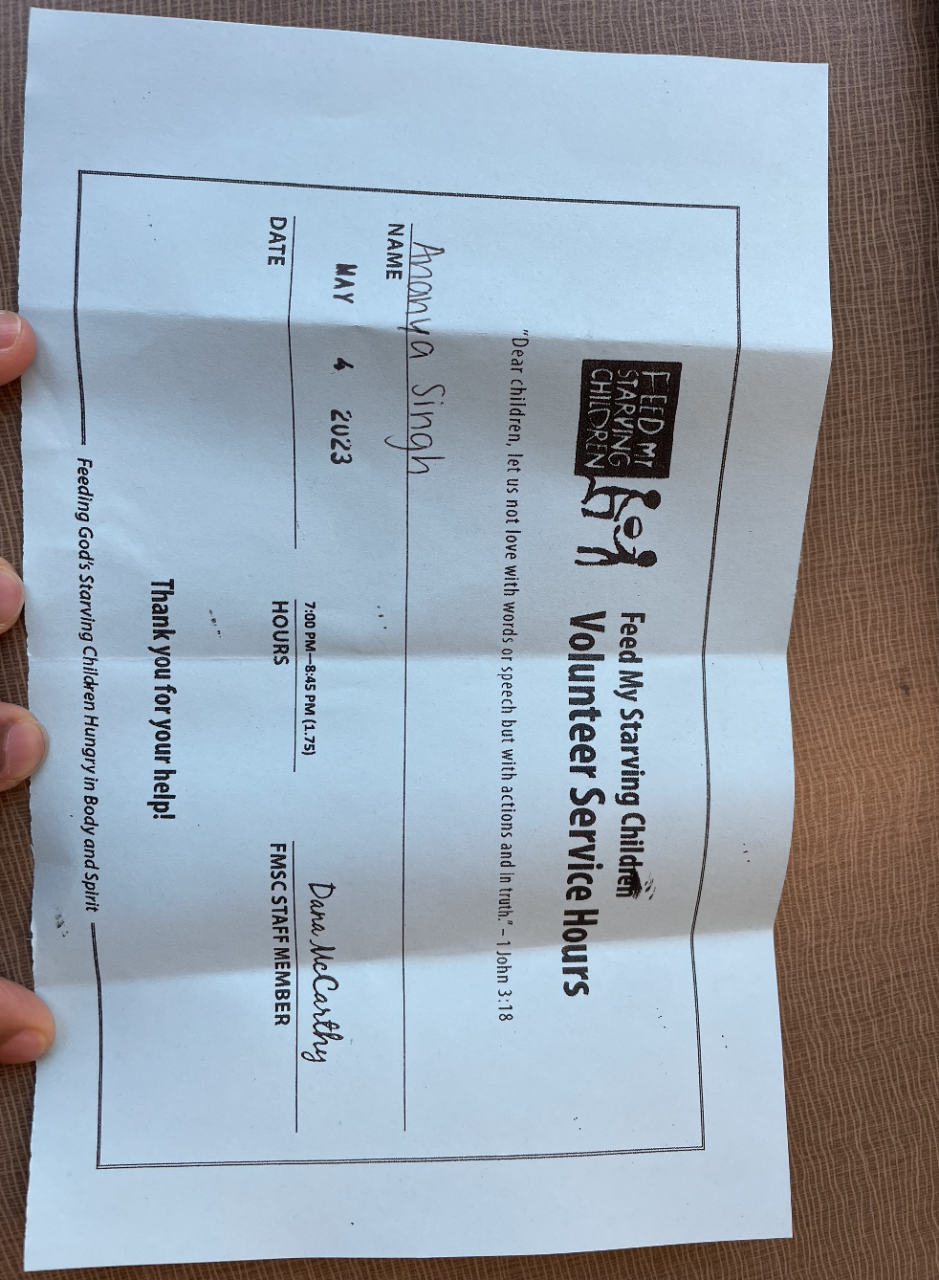 FEED MY
STARVING
CHILDREN
Feed My Starving Children
Volunteer Service Hours
"Dear children, let us not love with words or speech but with actions and in truth." – 1 John 3:18
Ananya Singh
NAME
MAY 4 2023
DATE
7:00 PM—8:45 PM (1.75)
HOURS
Dana McCarthy
FMSC STAFF MEMBER
Thank you for your help!
Feeding God's Starving Children Hungry in Body and Spirit